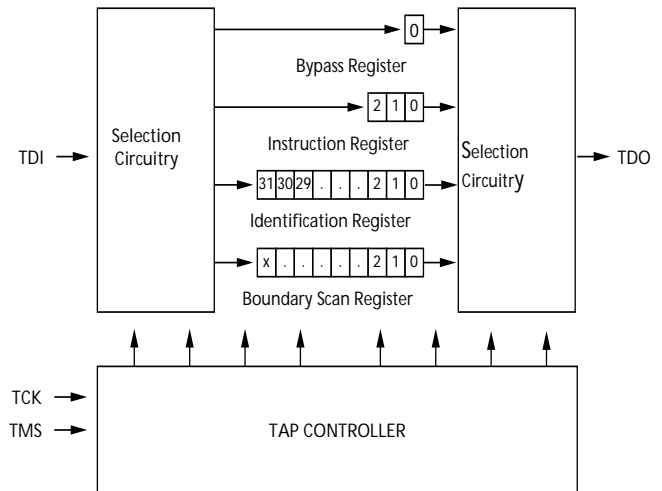 0
Bypass Register
2 1 0
Selection
Circuitry
Instruction Register
Selection
Circuitry
TDI
TDO
31 30 29 . . . 2 1 0
Identification Register
x . . . . . 2 1 0
Boundary Scan Register
TCK
TMS
TAP CONTROLLER